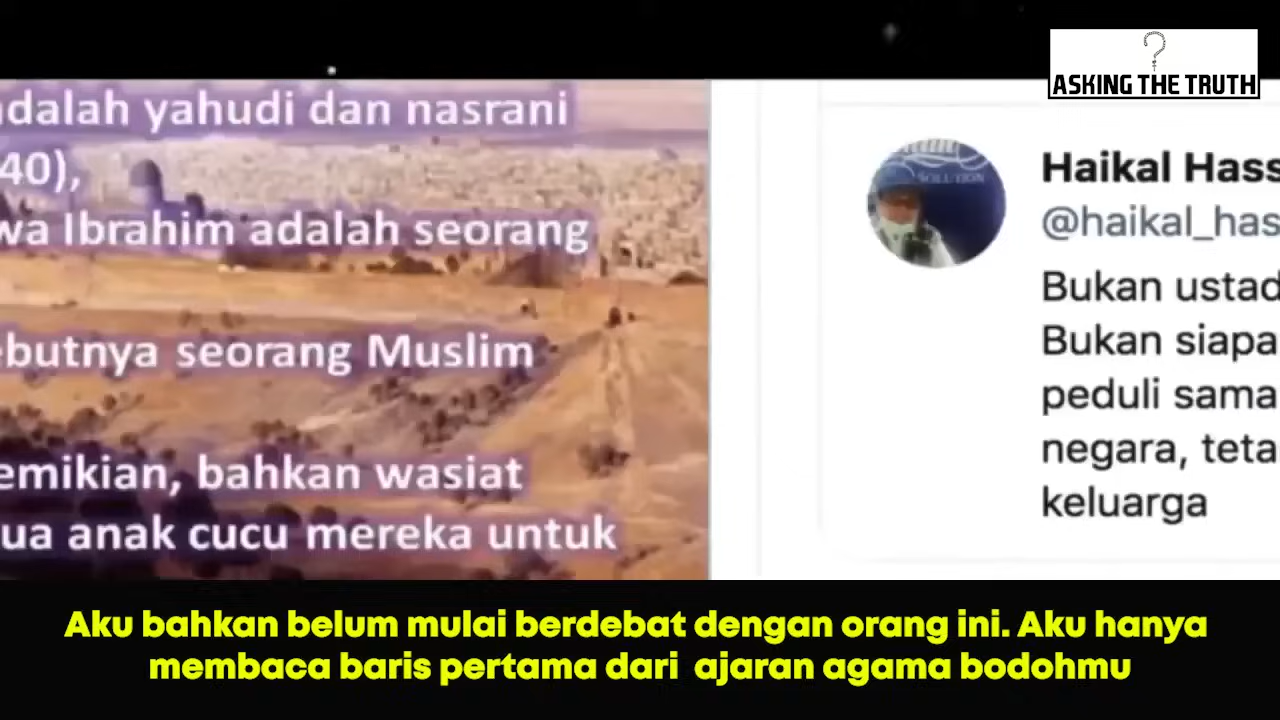 ASKING THE TRUTH
adalah yahudi dan nasrani
40),
wa Ibrahim adalah seorang
ebutnya seorang Muslim
emikian, bahkan wasiat
ua anak cucu mereka untuk
SOLUTION
Haikal Hass
@haikal_has
Bukan ustad
Bukan siapa
peduli sama
negara, teta
keluarga
Aku bahkan belum mulai berdebat dengan orang ini. Aku hanya
membaca baris pertama dari ajaran agama bodohmu